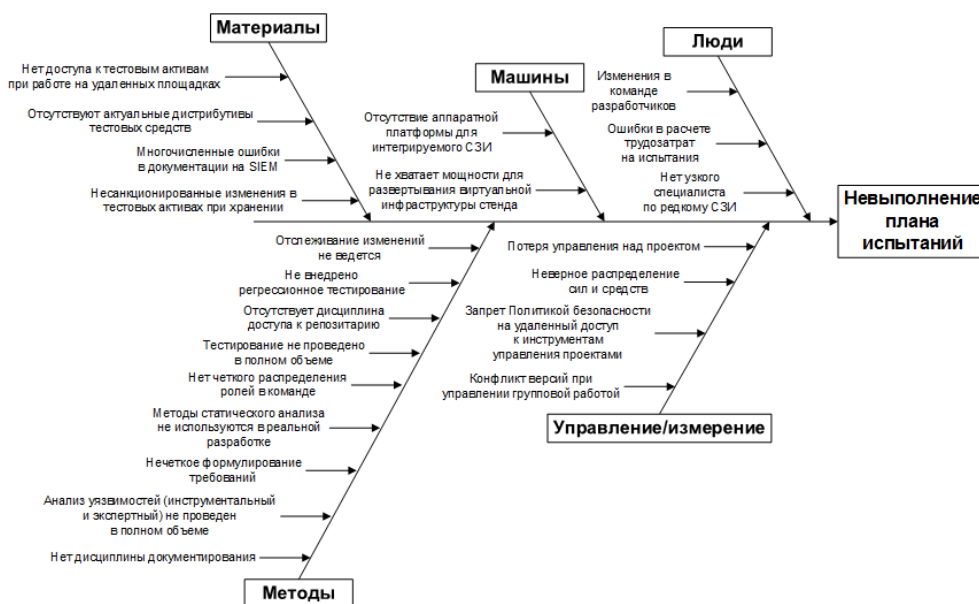 Материалы
Нет доступа к тестовым активам
при работе на удаленных площадках
Отсутствуют актуальные дистрибутивы
тестовых средств
Многочисленные ошибки
в документации на SIEM
Несанкционированные изменения в
тестовых активах при хранении
Машины
Отсутствие аппаратной
платформы для
интегрируемого СЗИ
Не хватает мощности для
развертывания виртуальной
инфраструктуры стенда
Люди
Изменения в
команде
разработчиков
Ошибки в расчете
трудозатрат
на испытания
Нет узкого
специалиста
по редкому СЗИ
Невыполнение
плана
испытаний
Отслеживание изменений
не ведется
Не внедрено
регрессионное тестирование
Отсутствует дисциплина
доступа к репозитарию
Тестирование не проведено
в полном объеме
Нет четкого распределения
ролей в команде
Методы статического анализа
не используются в реальной
разработке
Нечеткое формулирование
требований
Анализ уязвимостей (инструментальный
и экспертный) не проведен
в полном объеме
Нет дисциплины документирования
Методы
Потеря управления над проектом
Неверное распределение
сил и средств
Запрет Политикой безопасности
на удаленный доступ
к инструментам
управления проектами
Конфликт версий при
управлении групповой работой
Управление/измерение